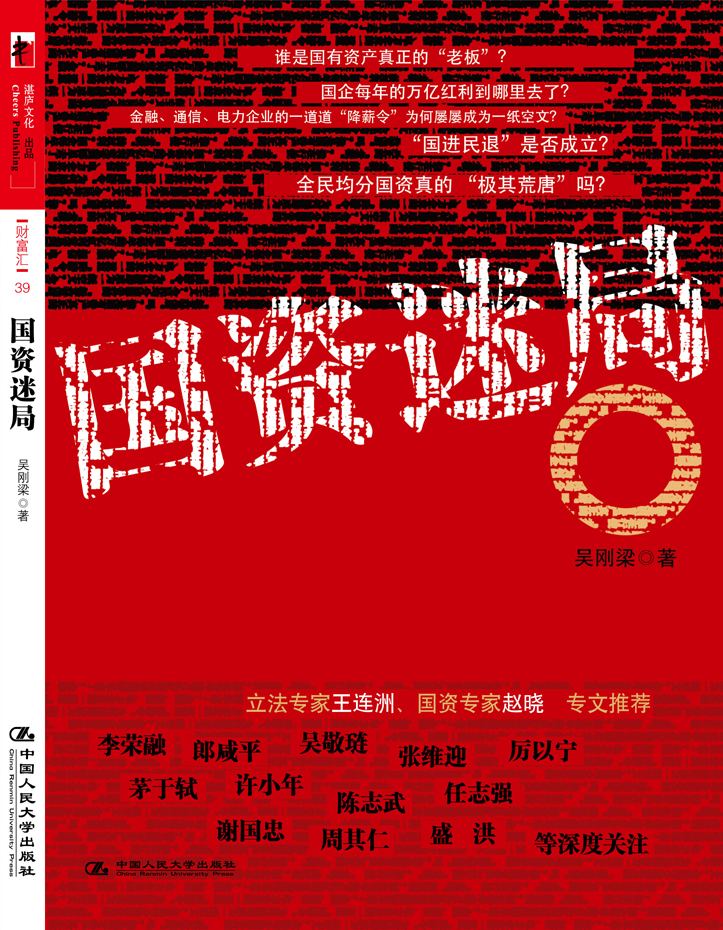 谁是国有资产真正的“老板”?
国企每年的万亿红利到哪里去了?
金融、通信、电力企业的一道道“降薪令”为何屡屡成为一纸空文?
“国进民退”是否成立?
全民均分国资真的“极其荒唐”吗?
国资迷局
吴刚梁◎著
立法专家王连洲、国资专家赵晓 专文推荐
李荣融 郎咸平 吴敬琏 张维迎 厉以宁
茅于轼 许小年 陈志武 任志强
谢国忠 周其仁 盛 洪 等深度关注
中国人民大学出版社
China Renmin University Press
湛庐文化 出品
Cheers Publishing
财富汇
39
国资迷局
吴刚梁◎著
中国人民大学出版社
China Renmin University Press